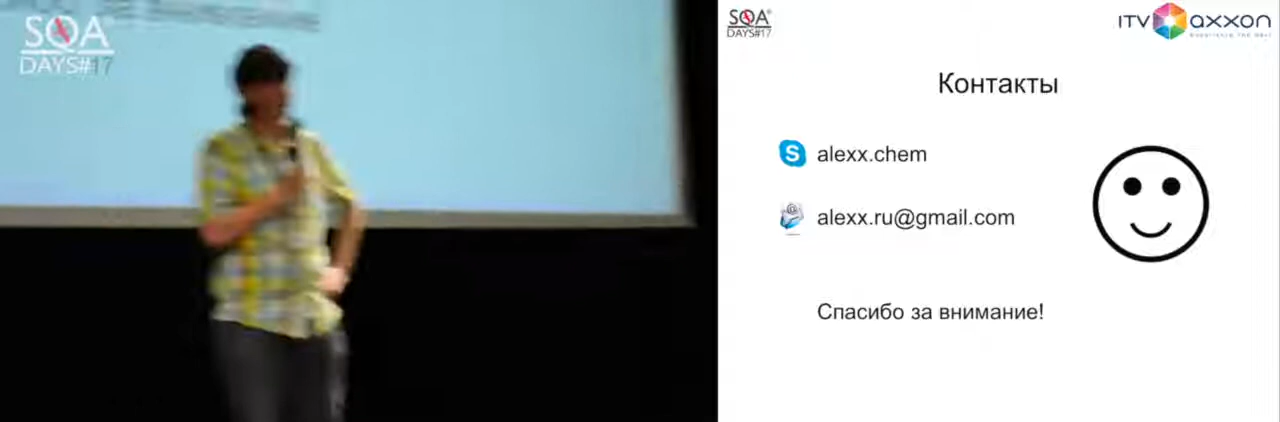 SQA
DAYS#17
SQA
DAYS#17
ITV axxon
Контакты
alexx.chem
alexx.ru@gmail.com
Спасибо за внимание!